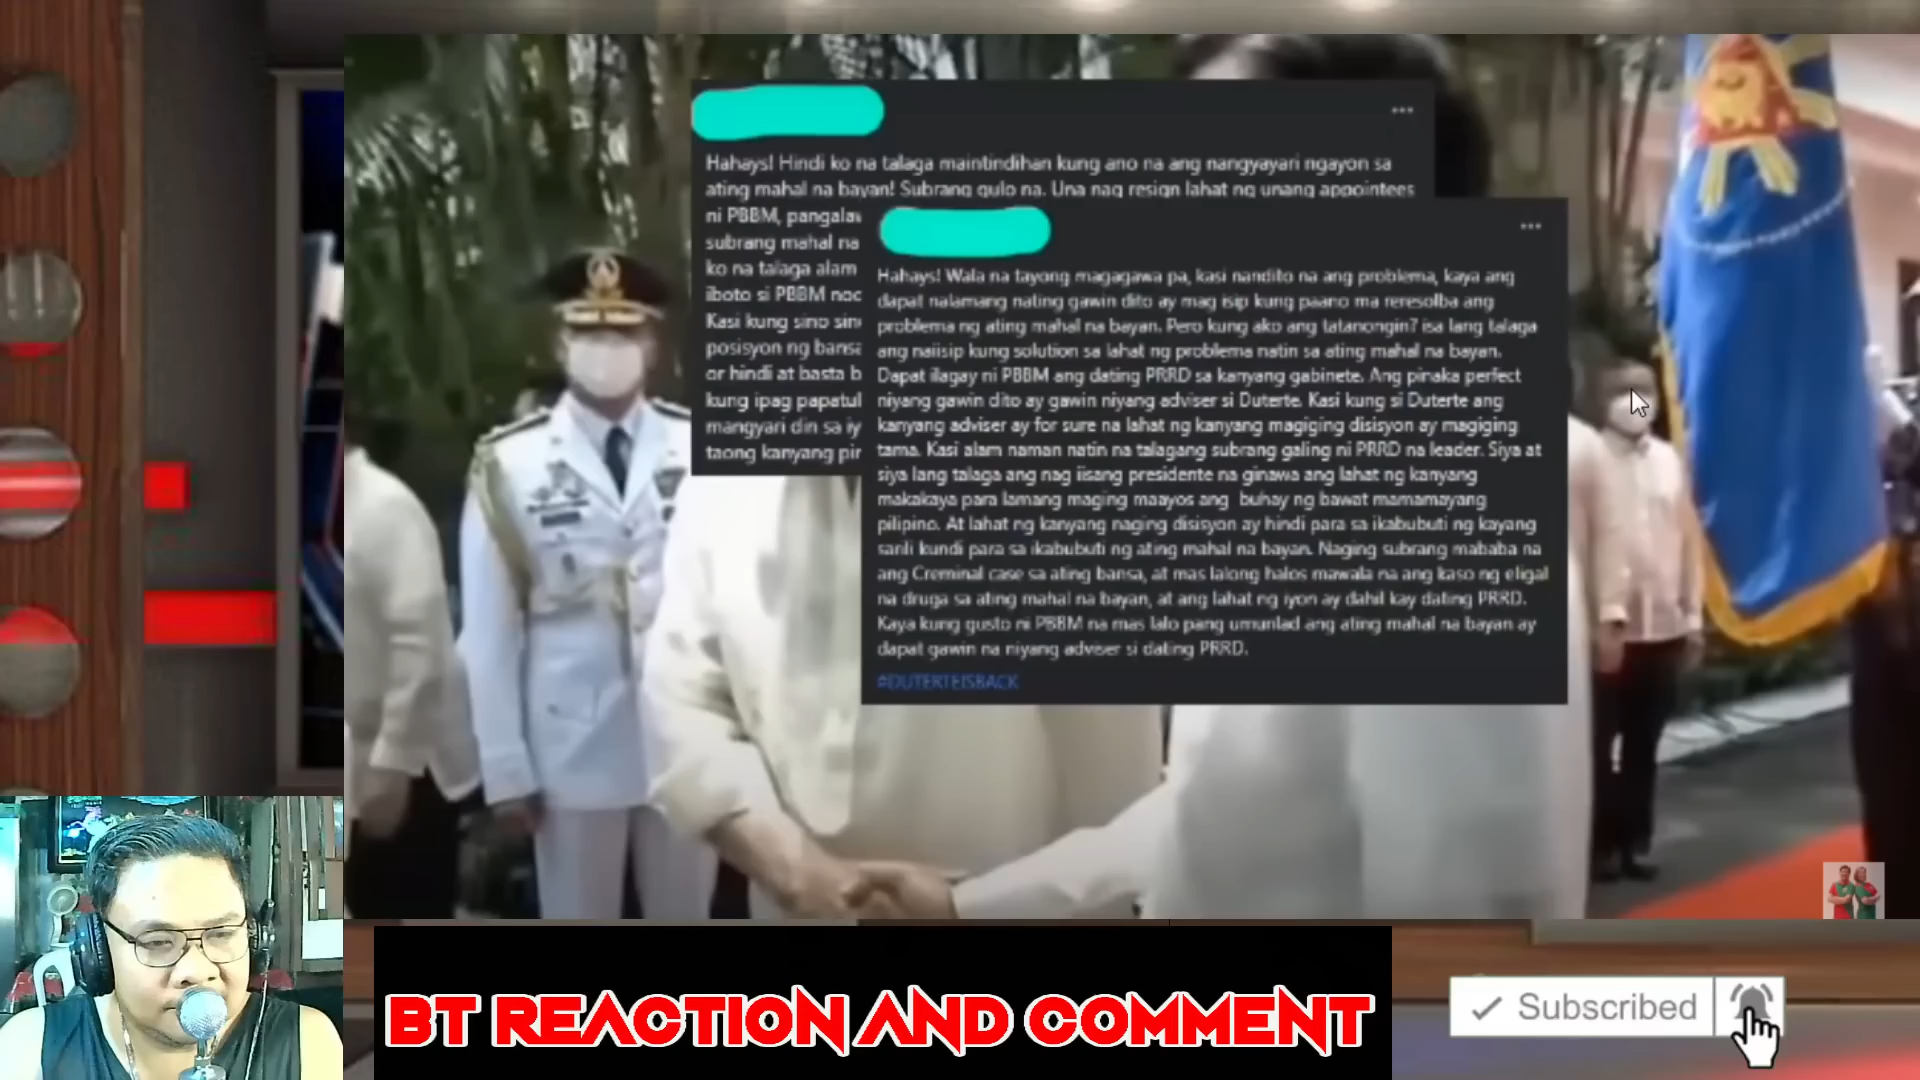 Hahays! Hindi ko na talaga maintindihan kung ano na ang nangyayari ngayon sa
ating mahal na bayan! Subrang gulo na. Una nag resign lahat ng unang appointees
ni PBBM,
subrang mahal na
ko na talaga alam
iboto si PBBM
Kasi kung sino
posisyon ng
or hindi at basta
kung ipag
mangyari din sa
taong kanyang
Hahays! Wala na tayong magagawa pa, kasi nandito na ang problema, kaya ang
dapat nalamang nating gawin dito ay mag isip kung paano ma reresolba ang
problema ng ating mahal na bayan. Pero kung ako ang tatanongin? isa lang talaga
ang naiisip kung solution sa lahat ng problema natin sa ating mahal na bayan.
Dapat ilagay ni PBBM ang dating PRRD sa kanyang gabinete. Ang pinaka perfect
niyang gawin dito ay gawin niyang adviser si Duterte. Kasi kung si Duterte ang
kanyang adviser ay for sure na lahat ng kanyang magiging disisyon ay magiging
tama. Kasi alam naman natin na talagang subrang galing ni PRRD na leader. Siya at
siya lang talaga ang nag iisang presidente na ginawa ang lahat ng kanyang
makakaya para lamang maging maayos ang buhay ng bawat mamamayang
pilipino. At lahat ng kanyang naging disisyon ay hindi para sa ikabubuti ng kayang
sarili kundi para sa ikabubuti ng ating mahal na bayan. Naging subrang mababa na
ang Creminal case sa ating bansa, at mas lalong halos mawala na ang kaso ng eligal
na druga sa ating mahal na bayan, at ang lahat ng iyon ay dahil kay dating PRRD.
Kaya kung gusto ni PBBM na mas lalo pang umunlad ang ating mahal na bayan ay
dapat gawin na niyang adviser si dating PRRD.
#DUTERTEISBACK
BT REACTION AND COMMENT
Subscribed